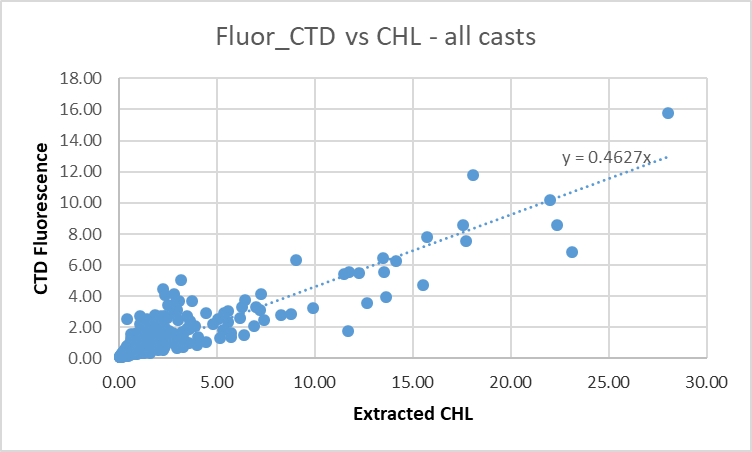 Fluor_CTD vs CHL - all casts
18.00
16.00
14.00
12.00
10.00
8.00
6.00
4.00
2.00
0.00
CTD Fluorescence
y = 0.4627x
0.00 5.00 10.00 15.00 20.00 25.00 30.00
Extracted CHL